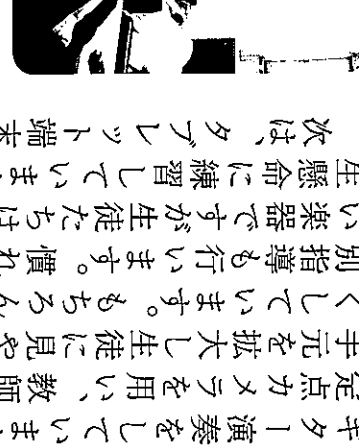 ギター演奏をしていま
定点カメラを用い、教師
手元を拡大し生徒に見や
くしています。もちろん
別指導も行います。慣れ
い楽器ですが生徒たちは
生懸命に練習していま
次は、タブレット端末